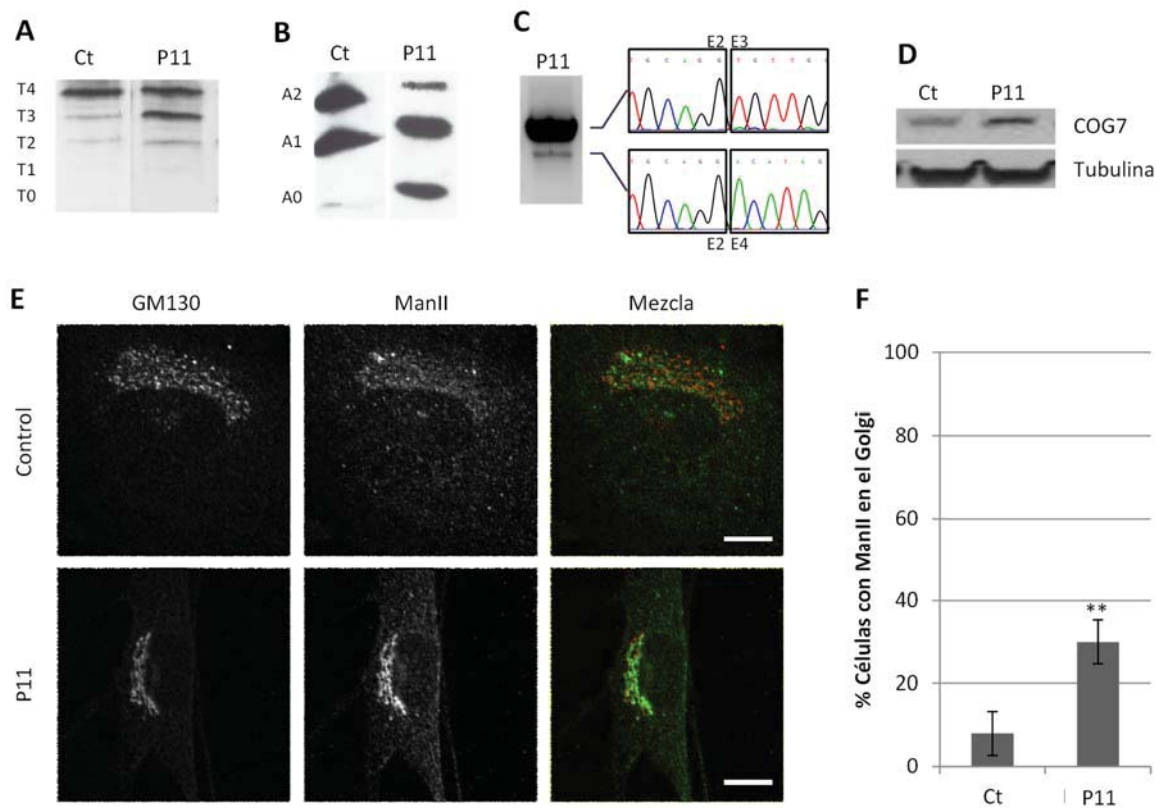 A
Ct P11
T4
T3
T2
T1
T0
B
Ct P11
A2
A1
A0
C
P11
E2 E3
T G C A G G T G T T G
T G C A G G A C A T A G
E2 E4
D
Ct P11
COG7
Tubulina
E
GM130 ManII Mezcla
Control
P11
F
% Células con ManII en el Golgi
100
80
60
40
20
0
**
Ct P11